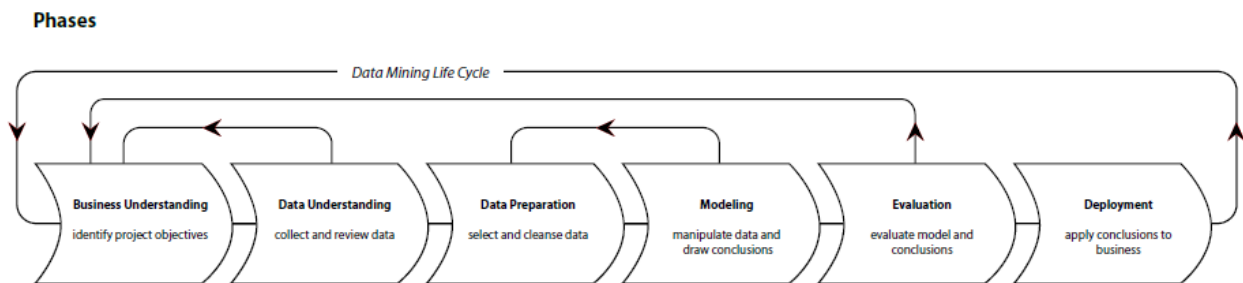 Phases
Data Mining Life Cycle
Business Understanding
identify project objectives
Data Understanding
collect and review data
Data Preparation
select and cleanse data
Modeling
manipulate data and
draw conclusions
Evaluation
evaluate model and
conclusions
Deployment
apply conclusions to
business